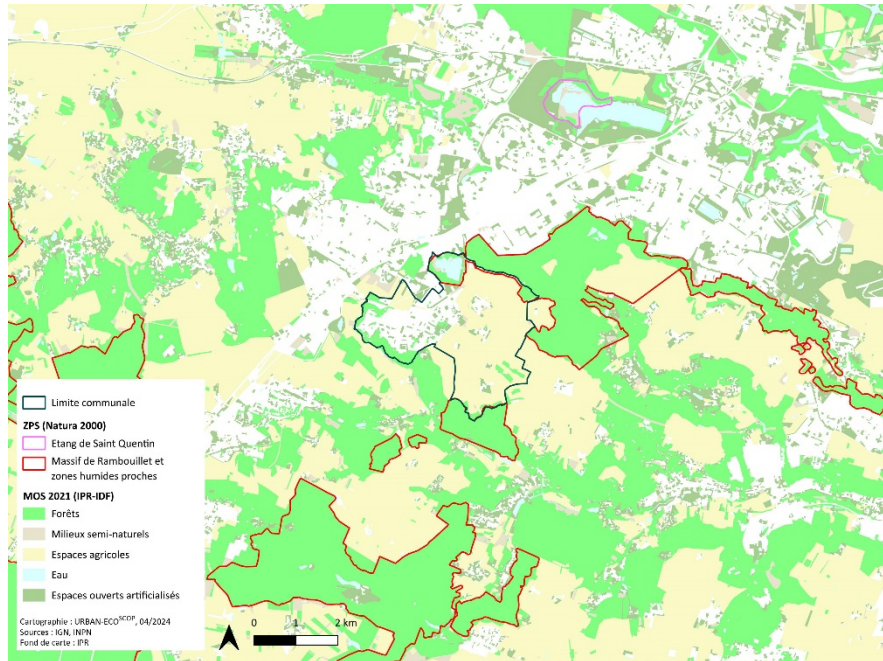 Limite communale
ZPS (Natura 2000)
Etang de Saint Quentin
Massif de Rambouillet et
zones humides proches
MOS 2021 (IPR-IDF)
Forêts
Milieux semi-naturels
Espaces agricoles
Eau
Espaces ouverts artificialisés
Cartographie : URBAN-ECOSCOP, 04/2024
Sources : IGN, INPN
Fond de carte : IPR
0 1 2 km